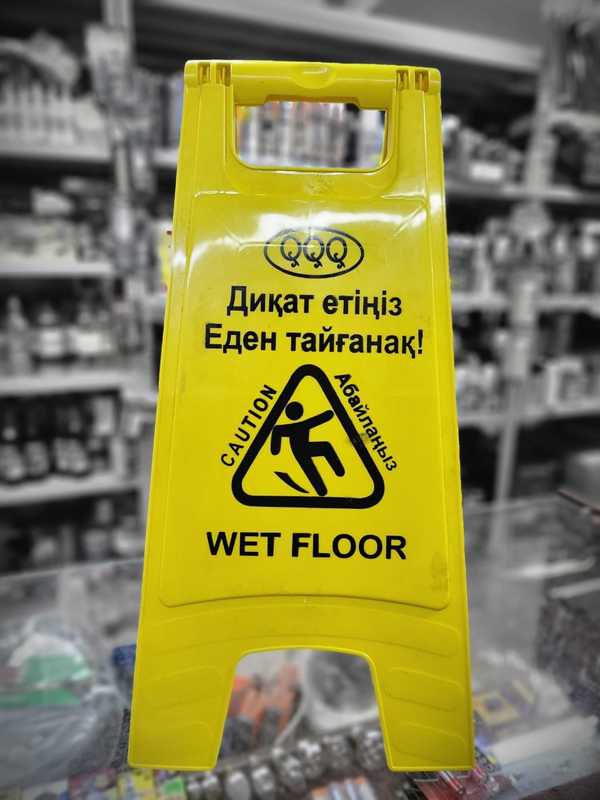 QQQ
Диқат етіңіз
Еден тайғанақ!
CAUTION
Абайлаңыз
WET FLOOR